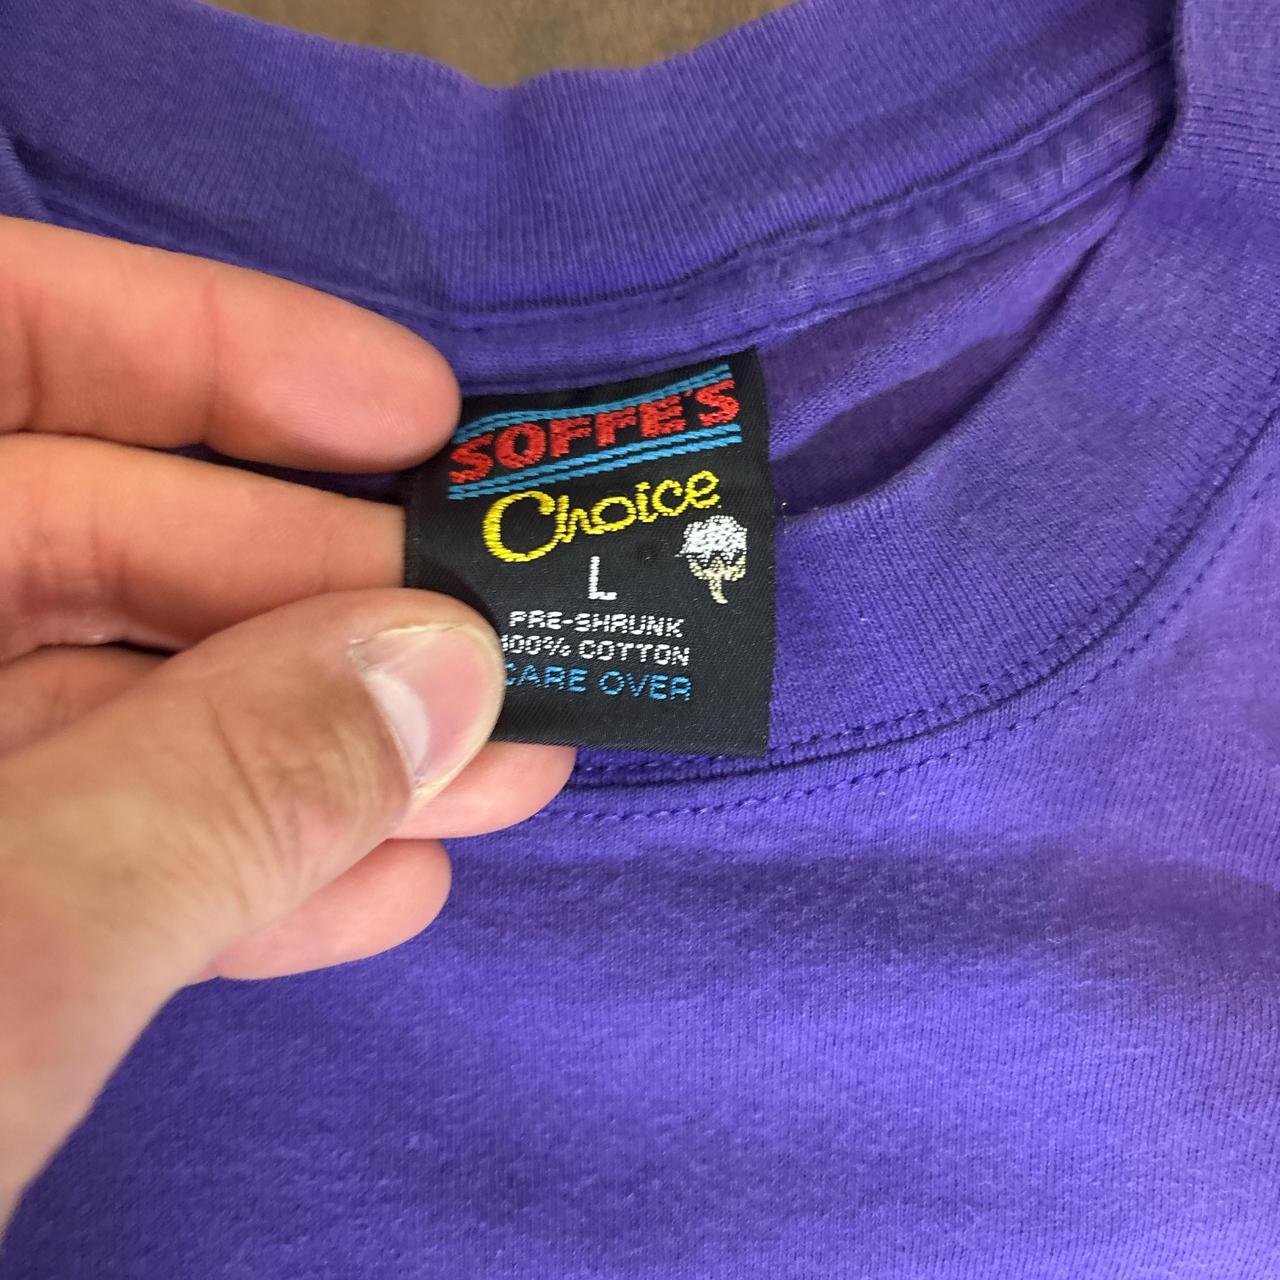 SOFFE'S
Choice
L
PRE-SHRUNK
100% COTTON
CARE OVER